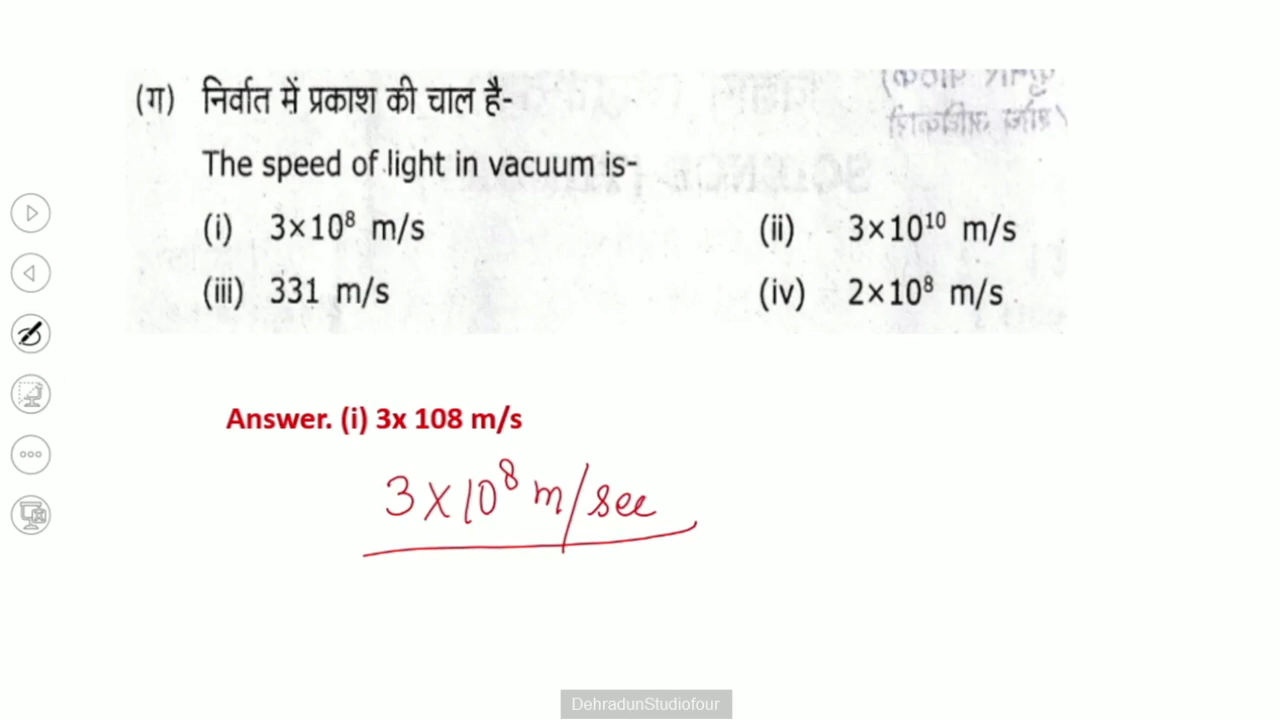 (ग) निर्वात में प्रकाश की चाल है-
The speed of light in vacuum is-
(i) 3×10⁸ m/s (ii) 3×10¹⁰ m/s
(iii) 331 m/s (iv) 2×10⁸ m/s
Answer. (i) 3x 108 m/s
3×10⁸ m/sec
DehradunStudiofour